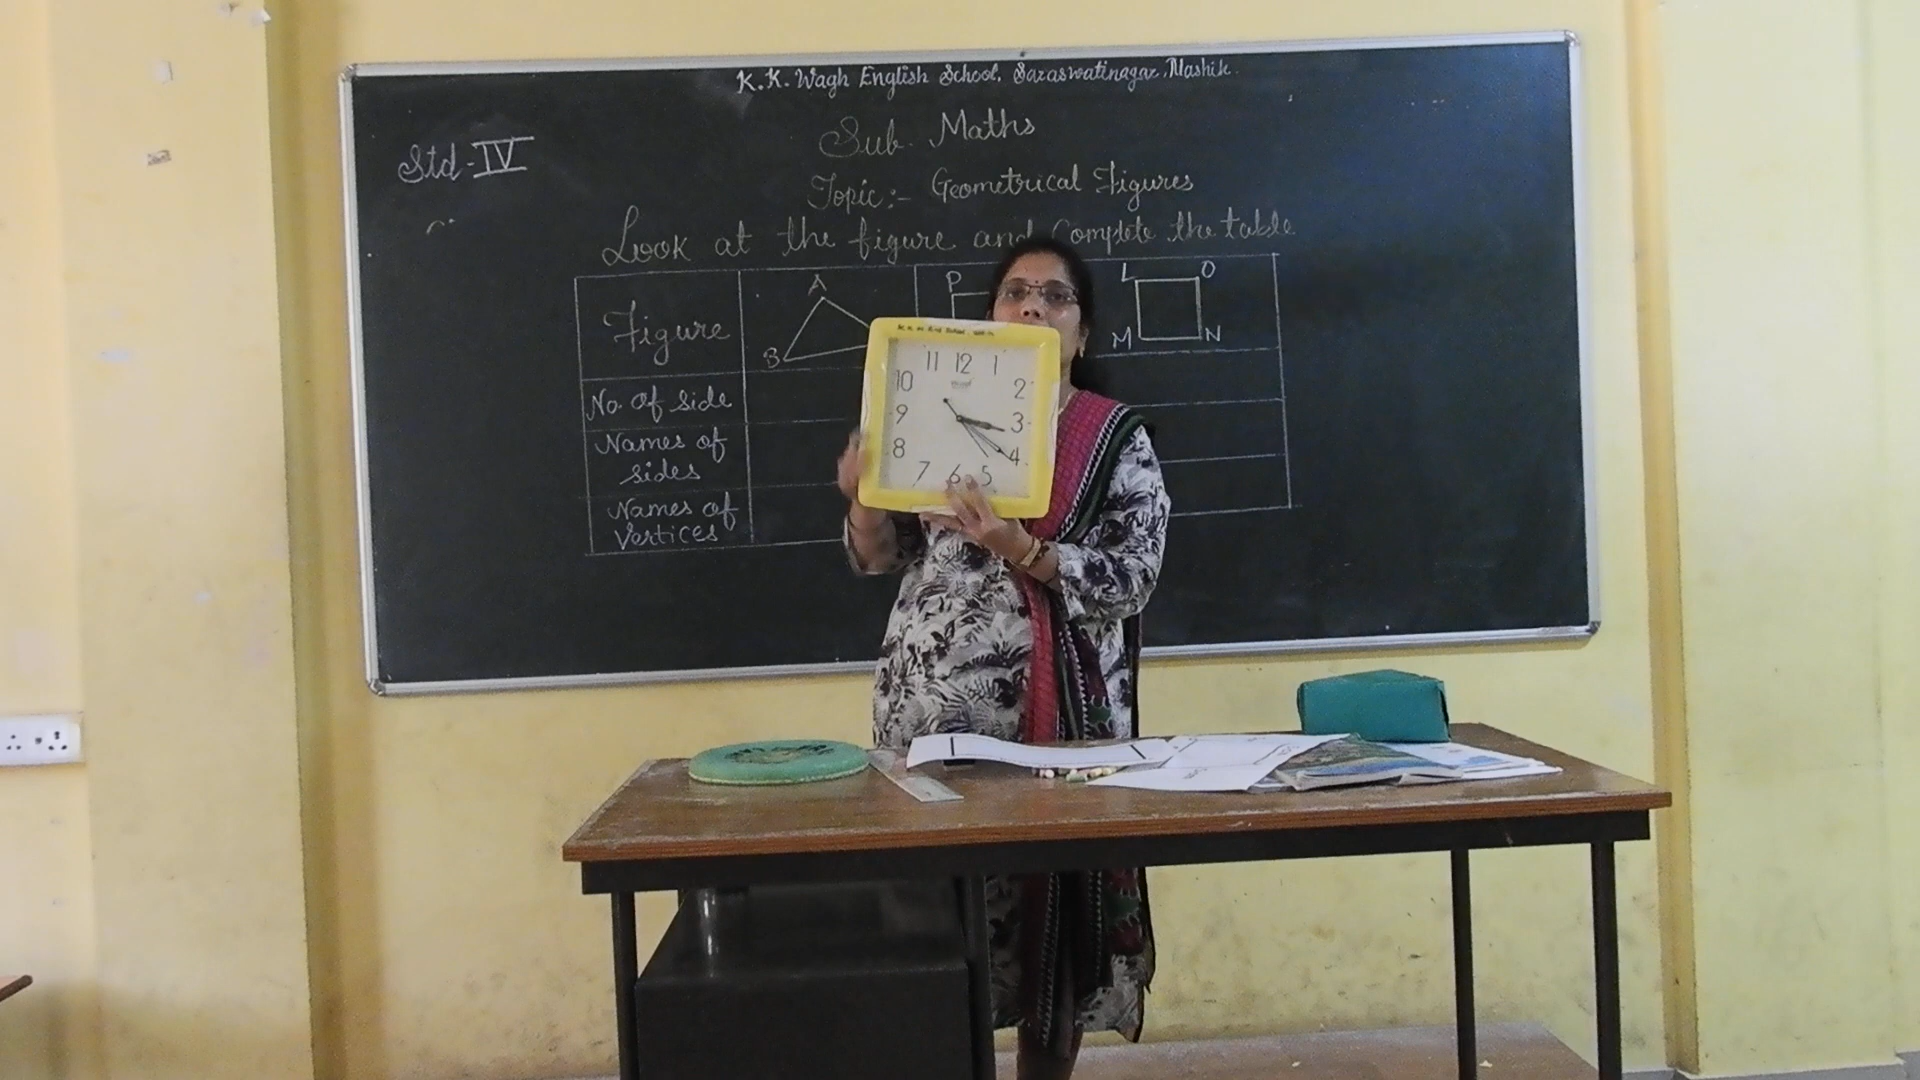 K.K. Wagh English School, Saraswatinagar, Nashik
Std-IV
Sub. Maths
Topic:- Geometrical Figures
Look at the figure and Complete the table
Figure
A
B
P
L
O
M
N
No. of side
Names of
sides
Names of
Vertices
11 12 1
10 2
9 3
8 4
7 6 5